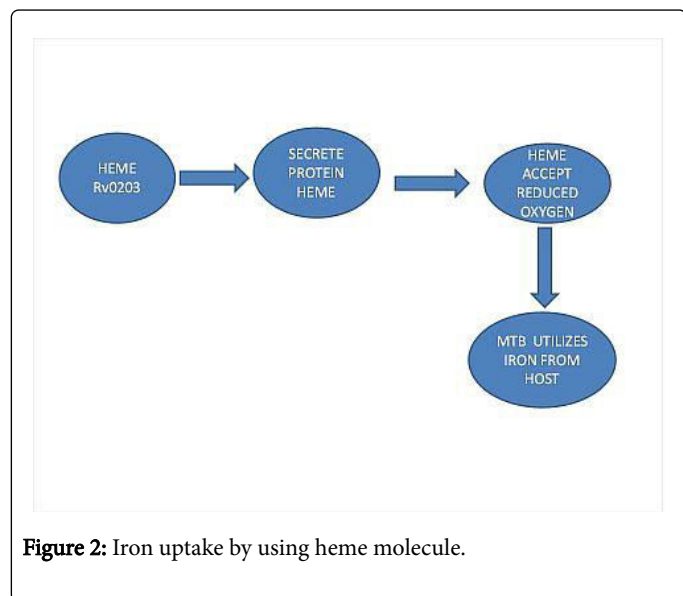 HEME
Rv0203
SECRETE
PROTEIN
HEME
HEME
ACCEPT
REDUCED
OXYGEN
MTB UTILIZES
IRON FROM
HOST
Figure 2: Iron uptake by using heme molecule.